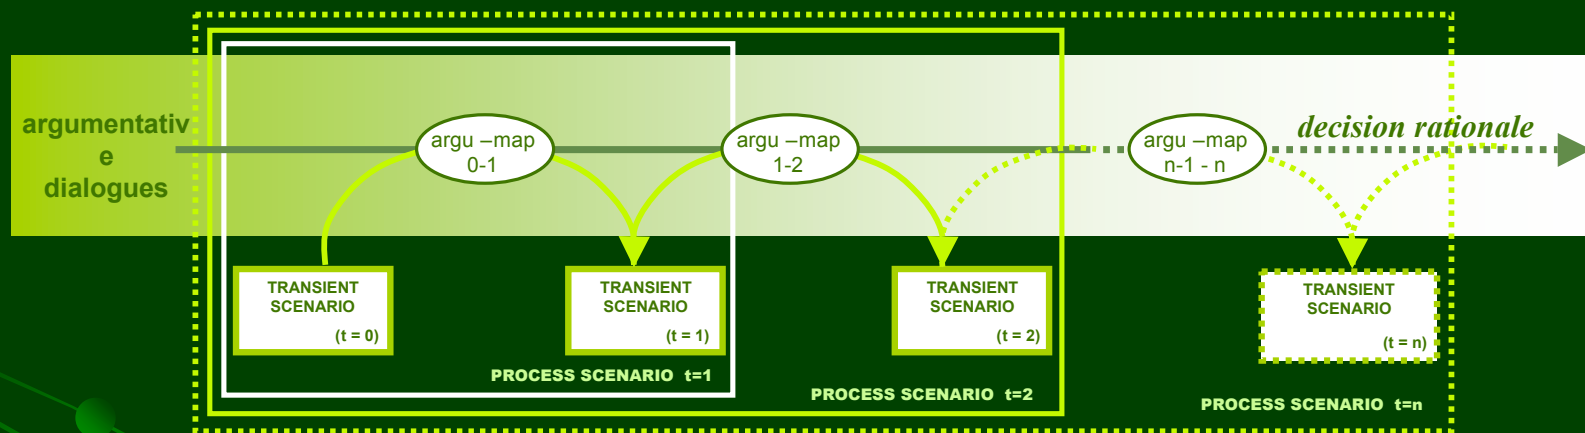 argumentativ
e
dialogues
argu –map
0-1
argu –map
1-2
argu –map
n-1 - n
decision rationale
TRANSIENT
SCENARIO
(t = 0)
TRANSIENT
SCENARIO
(t = 1)
TRANSIENT
SCENARIO
(t = 2)
TRANSIENT
SCENARIO
(t = n)
PROCESS SCENARIO t=1
PROCESS SCENARIO t=2
PROCESS SCENARIO t=n